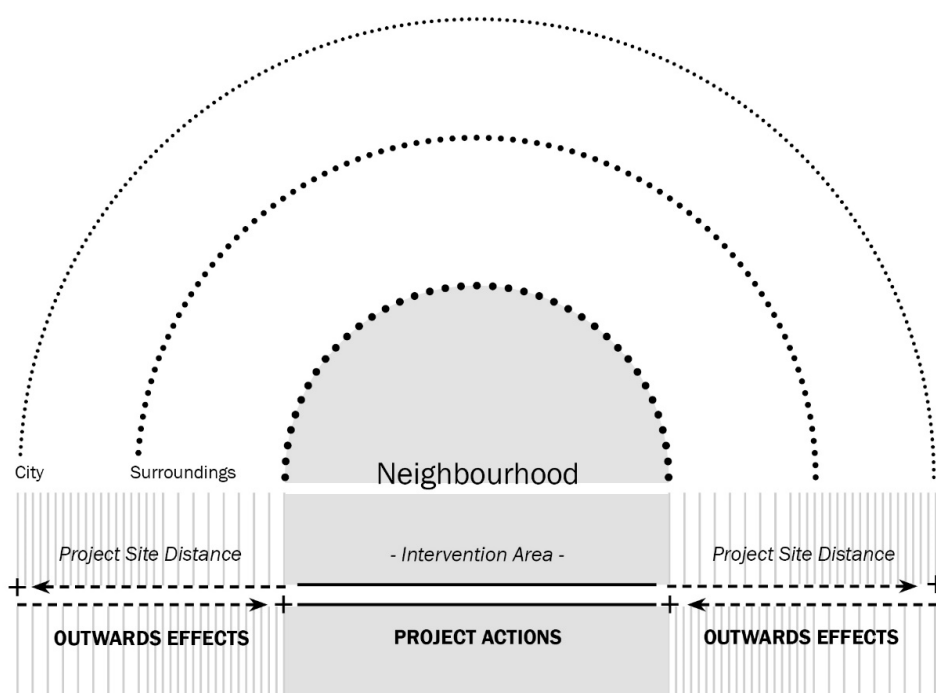 City
Surroundings
Neighbourhood
Project Site Distance
- Intervention Area -
Project Site Distance
OUTWARDS EFFECTS
PROJECT ACTIONS
OUTWARDS EFFECTS